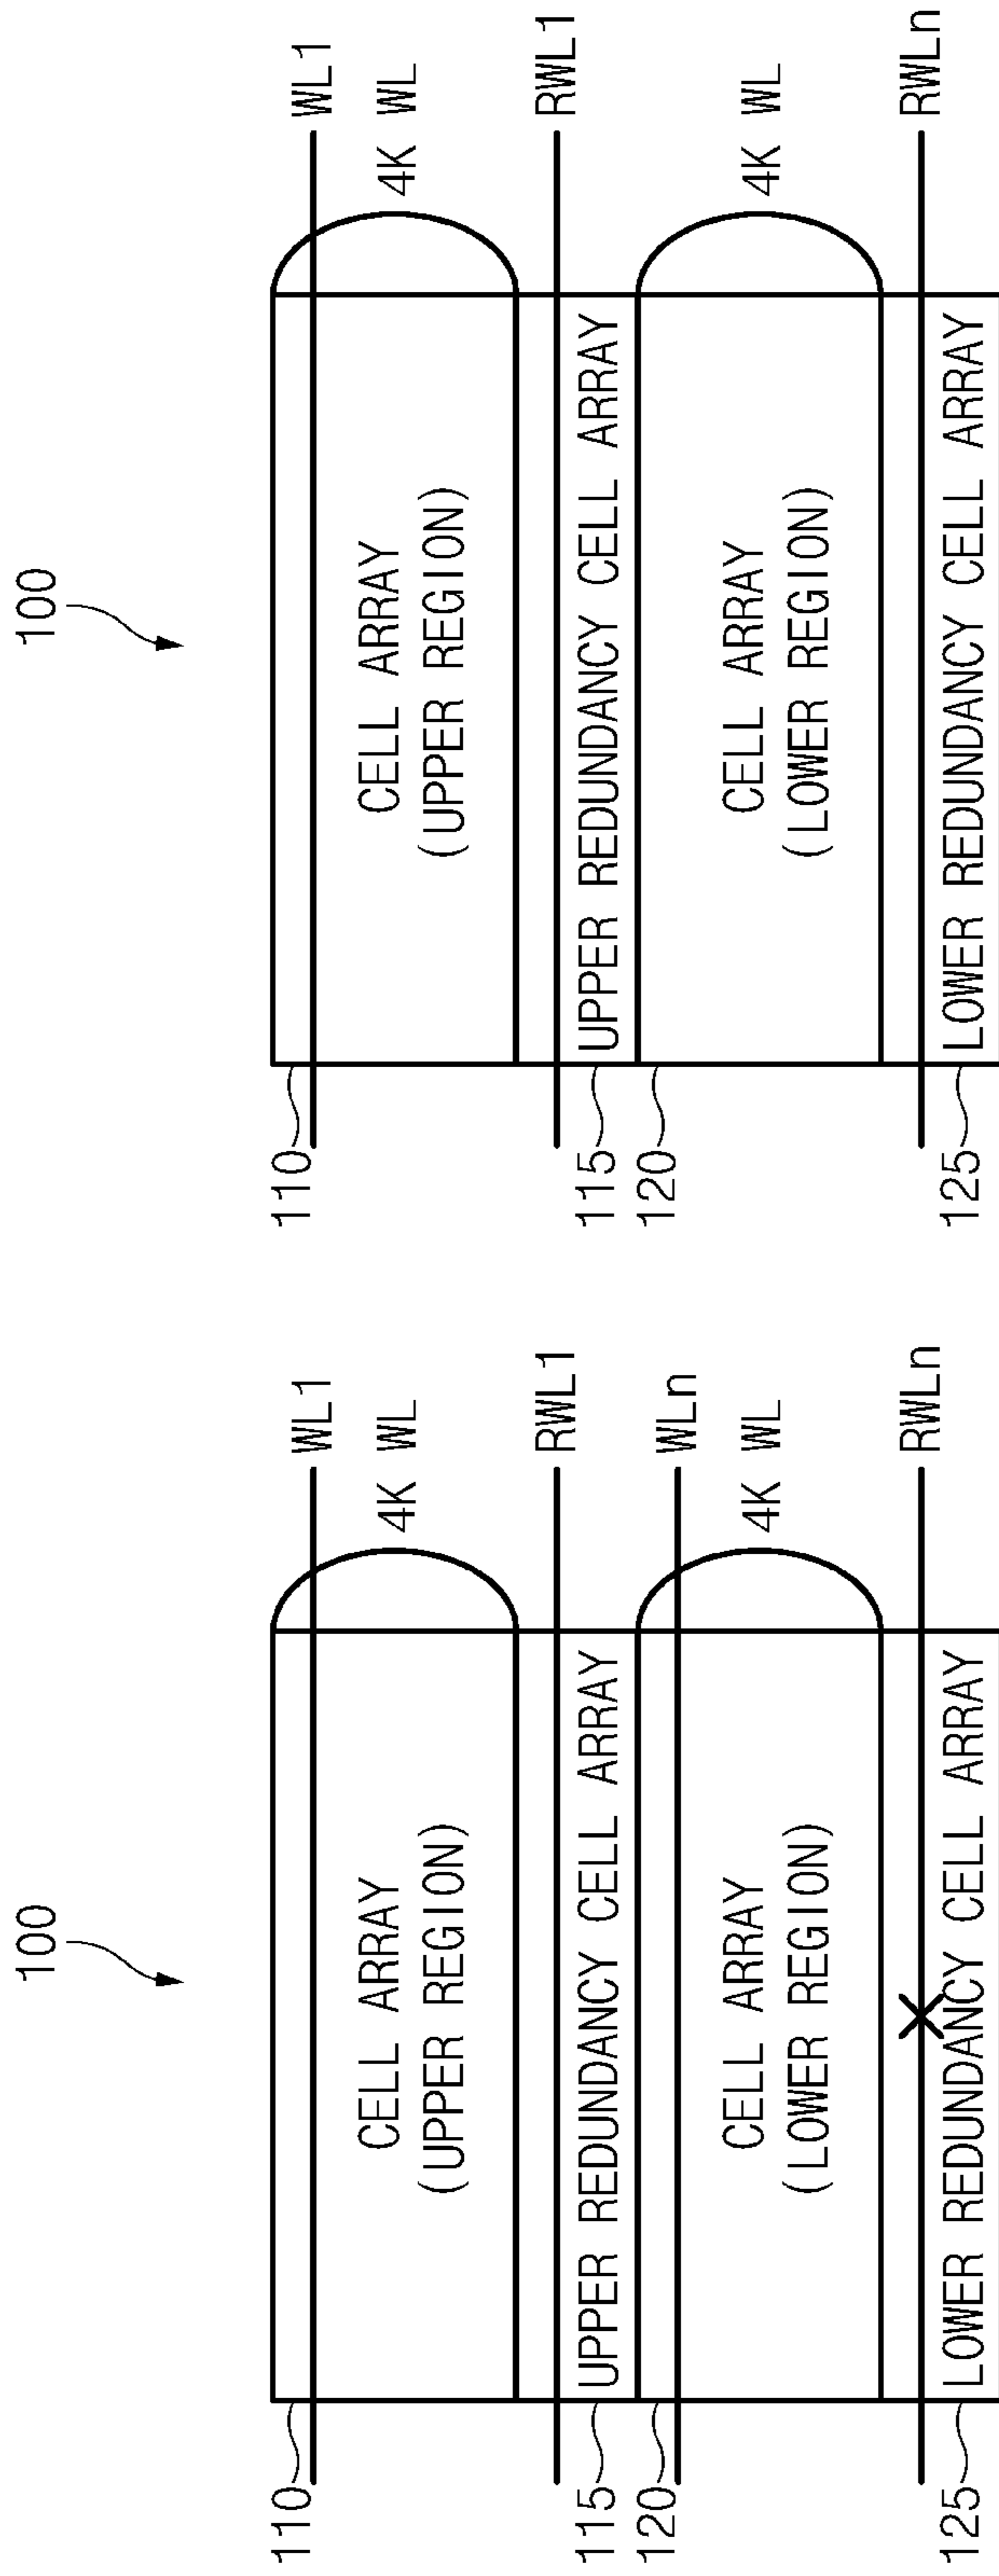 100
110
WL1
CELL ARRAY
(UPPER REGION)
4K WL
RWL1
115
UPPER REDUNDANCY CELL ARRAY
120
WLn
CELL ARRAY
(LOWER REGION)
4K WL
RWLn
125
LOWER REDUNDANCY CELL ARRAY
100
110
WL1
CELL ARRAY
(UPPER REGION)
4K WL
RWL1
115
UPPER REDUNDANCY CELL ARRAY
120
CELL ARRAY
(LOWER REGION)
4K WL
RWLn
125
LOWER REDUNDANCY CELL ARRAY